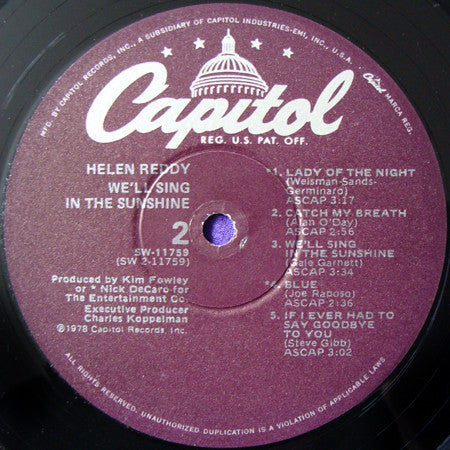 MFG. BY CAPITOL RECORDS, INC., A SUBSIDIARY OF CAPITOL INDUSTRIES-EMI, INC., U.S.A.
Capitol
MARCA REG.
Capitol
REG. U.S. PAT. OFF.
HELEN REDDY
WE'LL SING
IN THE SUNSHINE
2
SW-11759
(SW 2-11759)
Produced by Kim Fowley
or * Nick DeCaro for
The Entertainment Co.
Executive Producer
Charles Koppelman
©1978 Capitol Records, Inc.
*1. LADY OF THE NIGHT
(Weisman-Sands-
Germinaro)
ASCAP 3:17
2. CATCH MY BREATH
(Alan O'Day)
ASCAP 2:56
3. WE'LL SING
IN THE SUNSHINE
(Gale Garnett)
ASCAP 3:34
*4. BLUE
(Joe Raposo)
ASCAP 2:36
5. IF I EVER HAD TO
SAY GOODBYE
TO YOU
(Steve Gibb)
ASCAP 3:02
ALL RIGHTS RESERVED. UNAUTHORIZED DUPLICATION IS A VIOLATION OF APPLICABLE LAWS